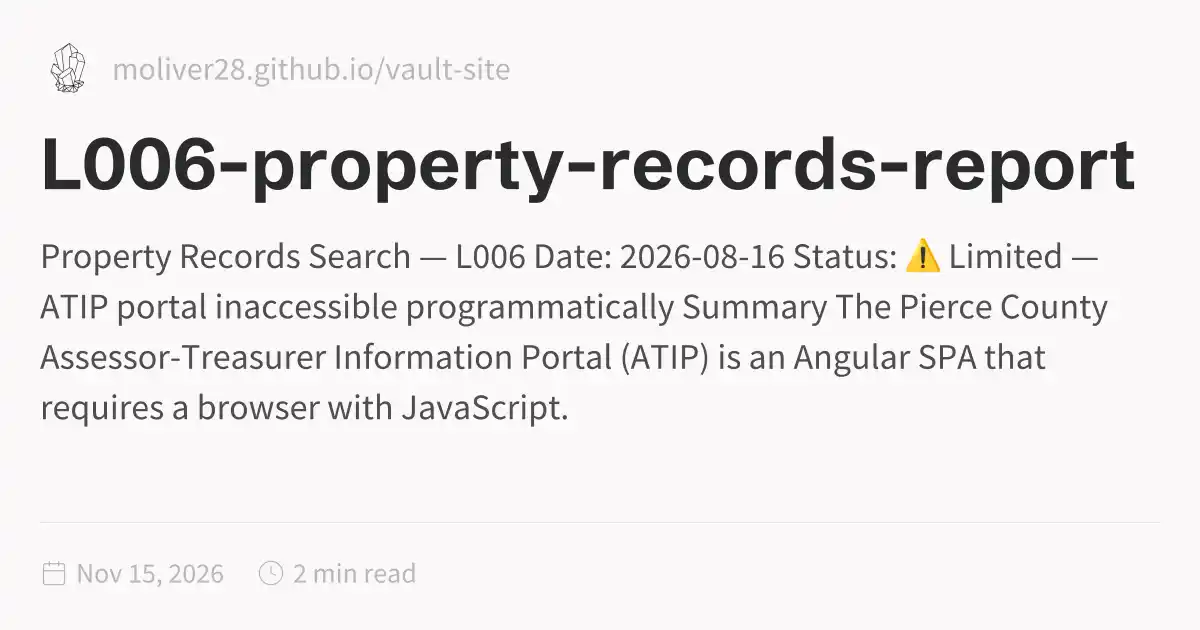 moliver28.github.io/vault-site
L006-property-records-report
Property Records Search — L006 Date: 2026-08-16 Status: ⚠️ Limited —
ATIP portal inaccessible programmatically Summary The Pierce County
Assessor-Treasurer Information Portal (ATIP) is an Angular SPA that
requires a browser with JavaScript.
Nov 15, 2026 2 min read